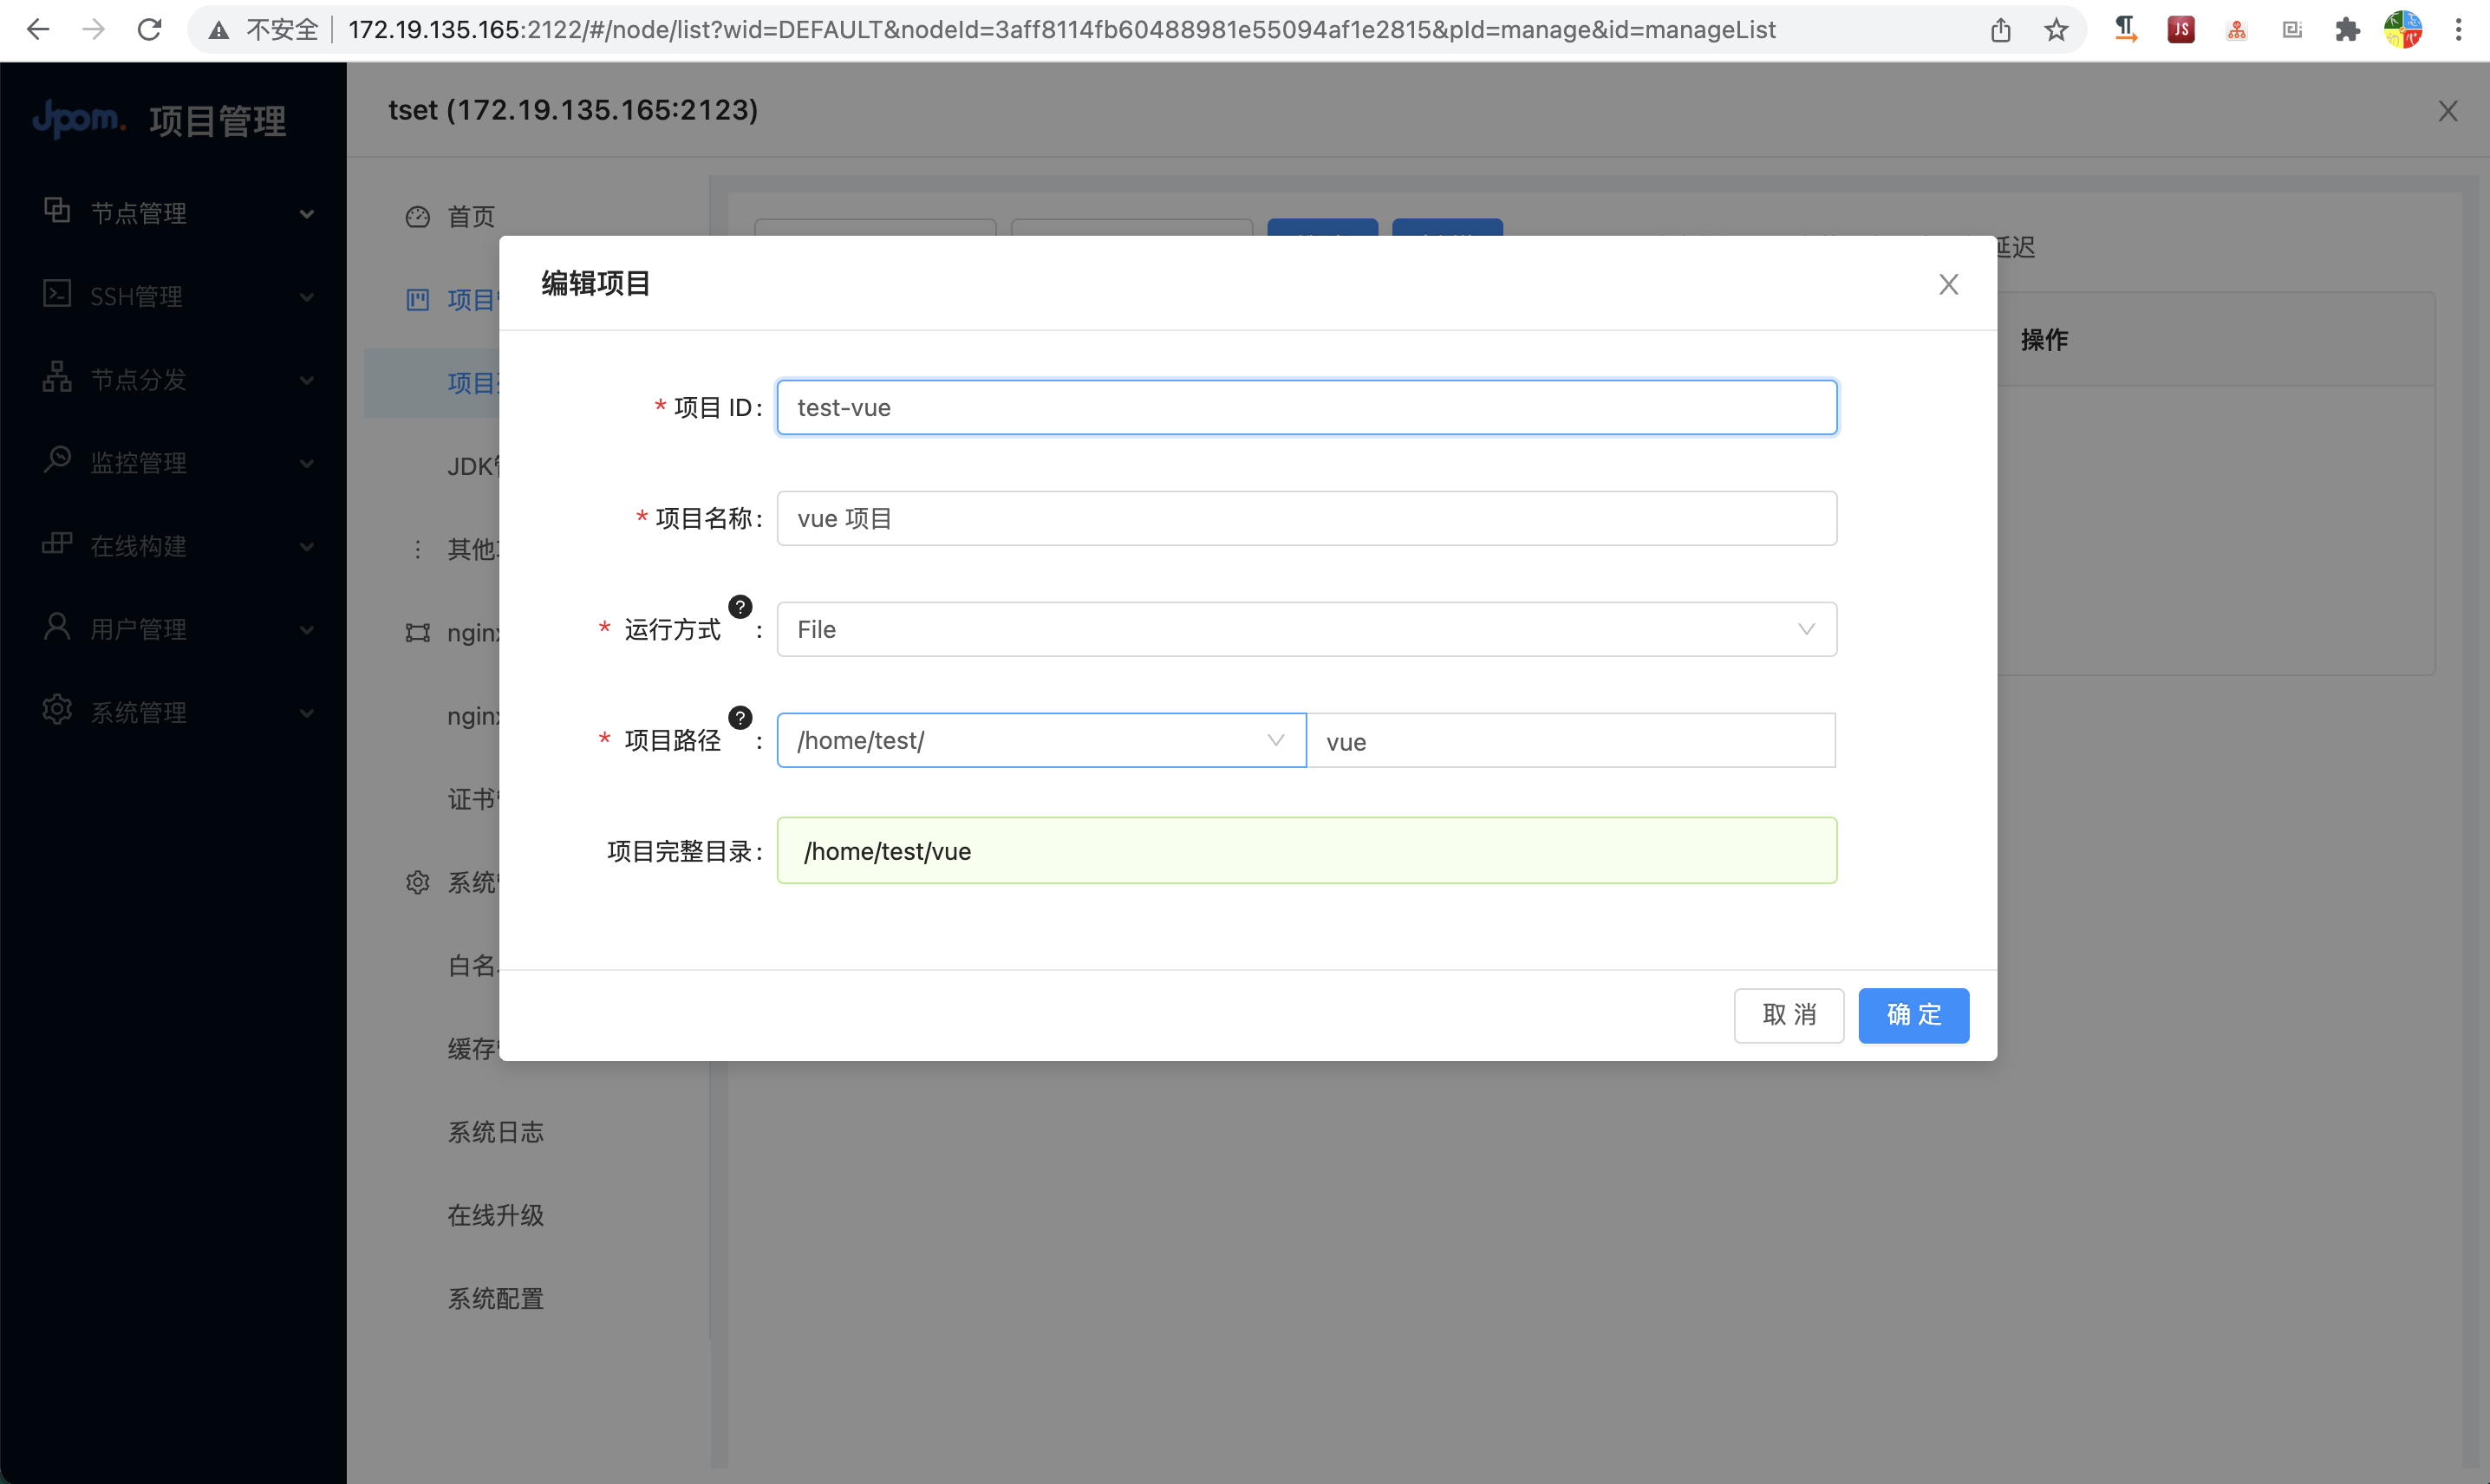 不安全 172.19.135.165:2122/#/node/list?wid=DEFAULT&nodeId=3aff8114fb60488981e55094af1e2815&pId=manage&id=manageList
Jpom. 项目管理
节点管理
SSH管理
节点分发
监控管理
在线构建
用户管理
系统管理
tset (172.19.135.165:2123)
首页
项目
项目
JDK
其他
nginx
nginx
证书
系统
白名
缓存
系统日志
在线升级
系统配置
延迟
操作
编辑项目
* 项目 ID: test-vue
* 项目名称: vue 项目
* 运行方式 ? : File
* 项目路径 ? : /home/test/ vue
项目完整目录: /home/test/vue
取 消 确 定